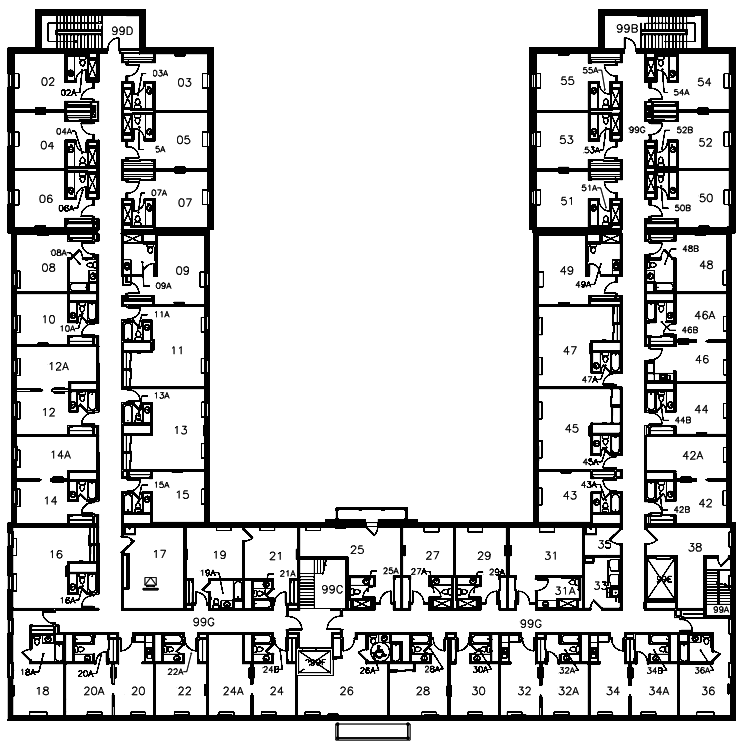 99D 99B
02 03 55 54
03A 55A
02A 54A
04A 99G 52B
04 05 53 52
5A 53A
07A 51A
06 07 51 50
06A 50B
08A 48B
08 09 49 48
09A 49A
11A 46A
10 46B
10A
11 47 46
12A
47A
13A
12 44
44B
13 45
14A 42A
45A
15A 43A
14 15 43 42
42B
35
16 17 19 21 25 27 29 31 38
19A 21A 25A 27A 29A 99E
16A 99C 31A 33
99A
99G 99G
18A 20A 22A 24B 99F 26A 28A 30A 32A 34B 36A
18 20A 20 22 24A 24 26 28 30 32 32A 34 34A 36